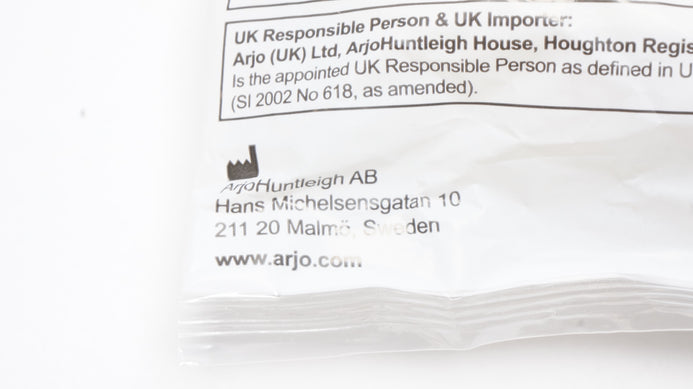 UK Responsible Person & UK Importer:
Arjo (UK) Ltd, ArjoHuntleigh House, Houghton Regis
Is the appointed UK Responsible Person as defined in U
(SI 2002 No 618, as amended).
ArjoHuntleigh AB
Hans Michelsensgatan 10
211 20 Malmö, Sweden
www.arjo.com